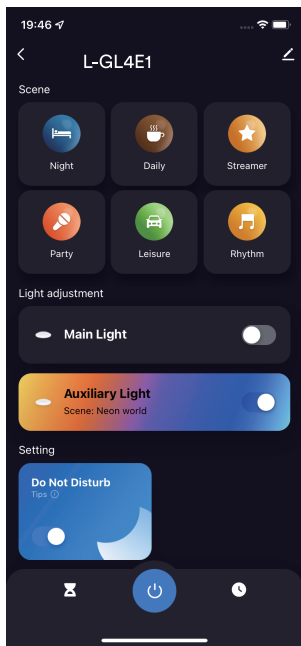 19:46
L-GL4E1
Scene
Night
Daily
Streamer
Party
Leisure
Rhythm
Light adjustment
Main Light
Auxiliary Light
Scene: Neon world
Setting
Do Not Disturb
Tips